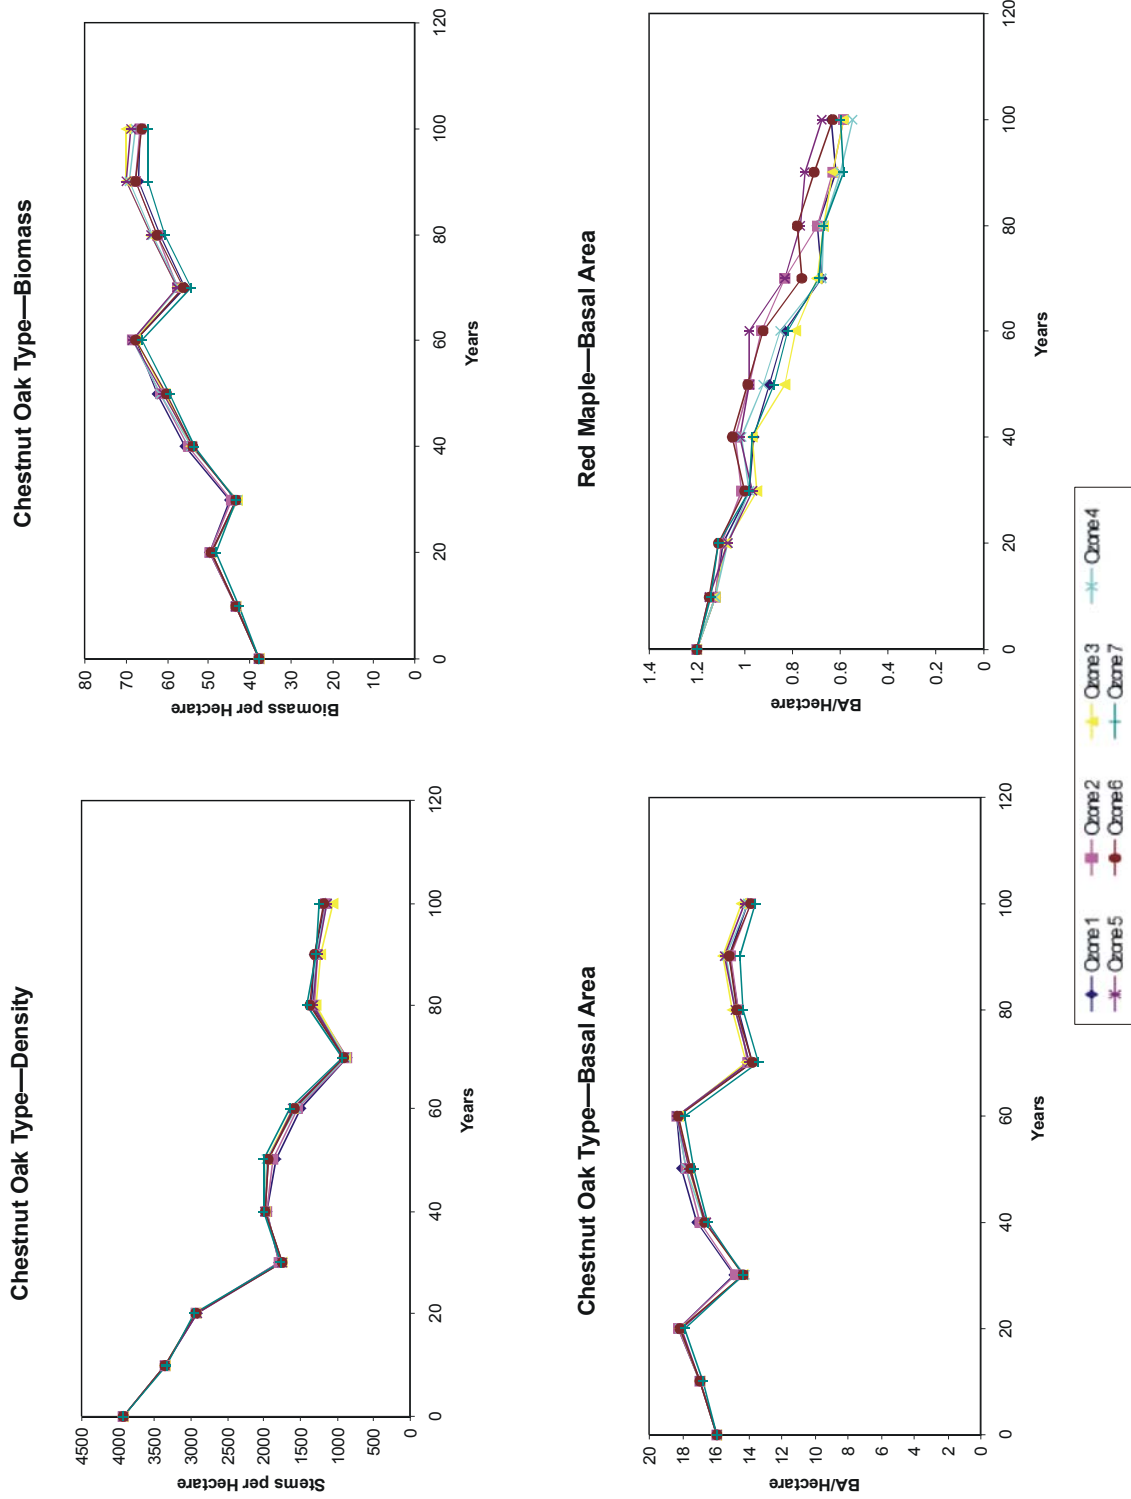 Chestnut Oak Type—Density
4500
4000
3500
3000
2500
2000
1500
1000
500
0
Stems per Hectare
0 20 40 60 80 100 120
Years
Chestnut Oak Type—Biomass
80
70
60
50
40
30
20
10
0
Biomass per Hectare
0 20 40 60 80 100 120
Years
Chestnut Oak Type—Basal Area
20
18
16
14
12
10
8
6
4
2
0
BA/Hectare
0 20 40 60 80 100 120
Years
Red Maple—Basal Area
1.4
1.2
1
0.8
0.6
0.4
0.2
0
BA/Hectare
0 20 40 60 80 100 120
Years
Ozone 1 Ozone 2 Ozone 3 Ozone 4
Ozone 5 Ozone 6 Ozone 7